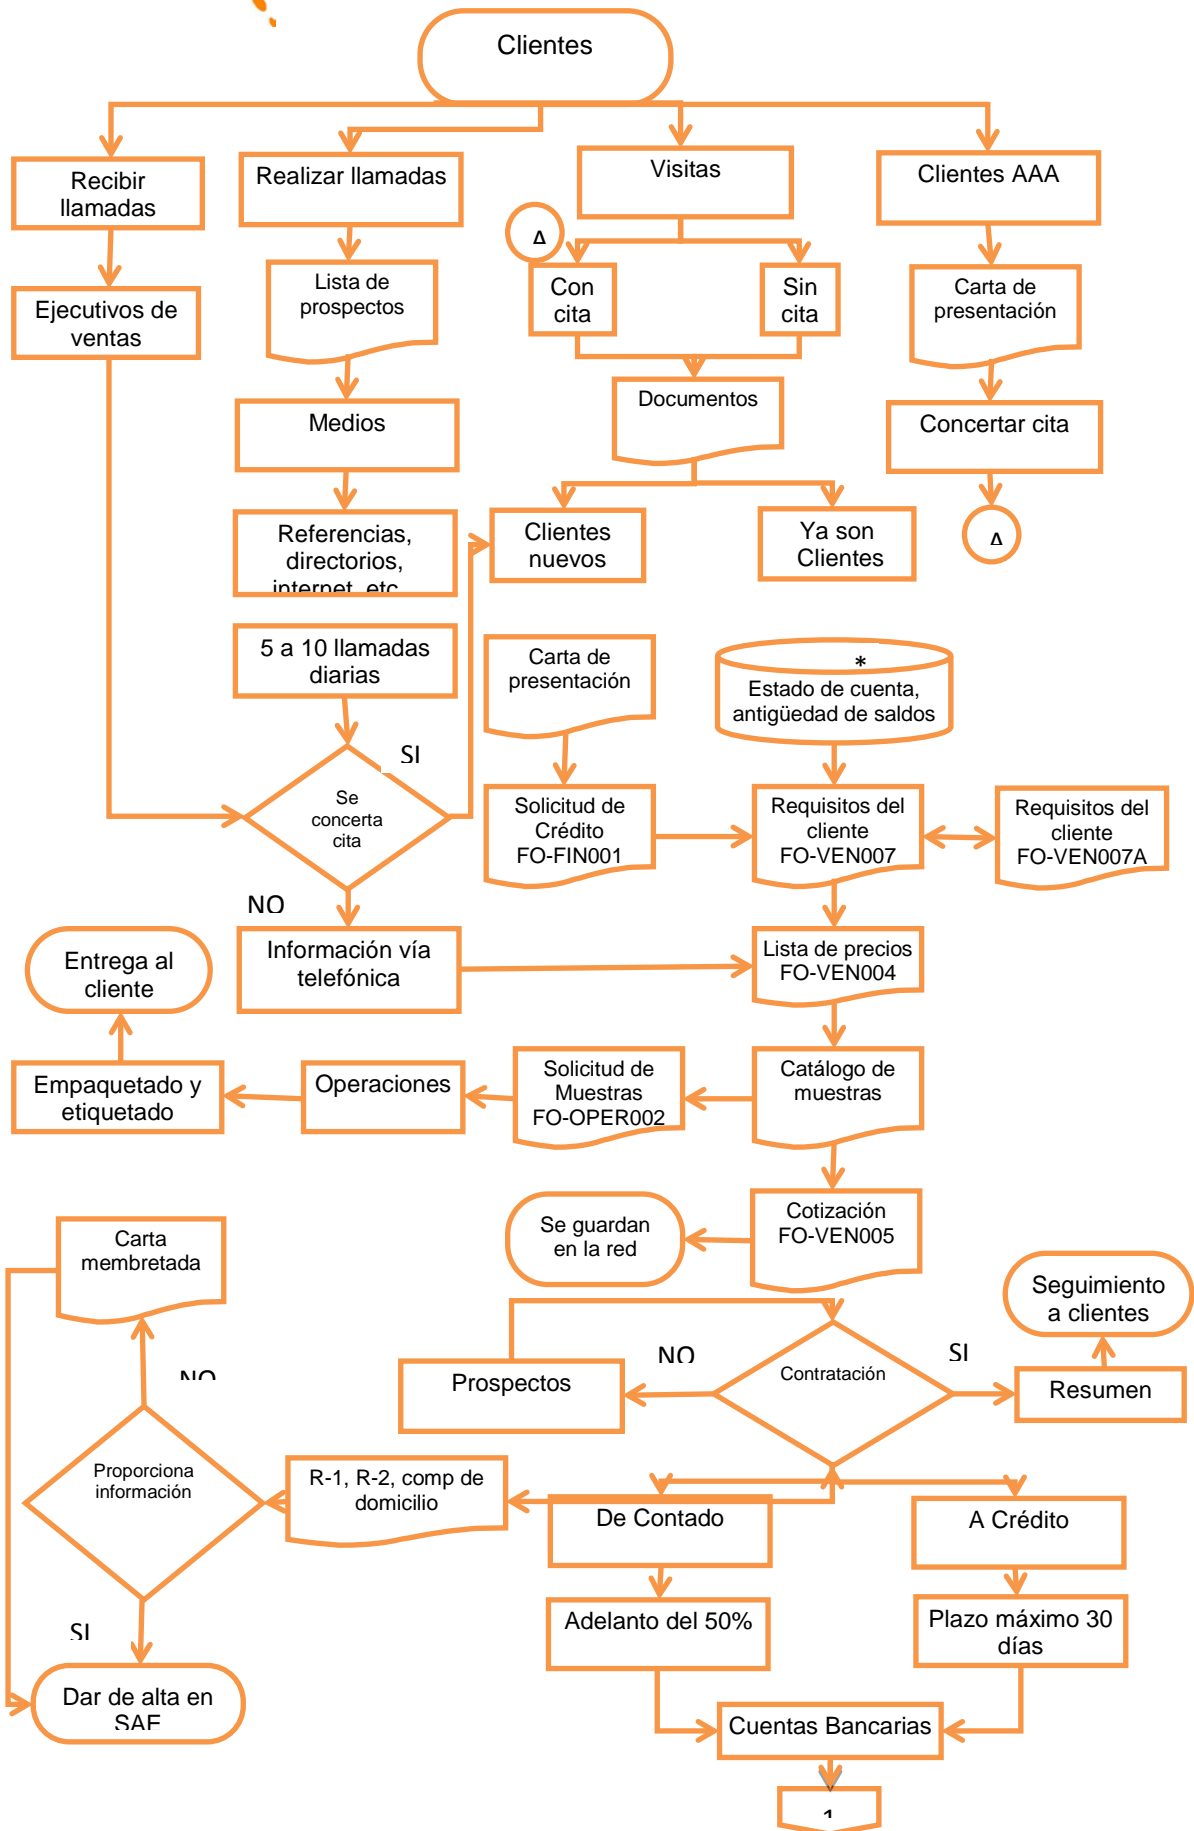 Clientes
Recibir
llamadas
Realizar llamadas
Visitas
Clientes AAA
Ejecutivos de
ventas
Lista de
prospectos
Con
cita
Sin
cita
Carta de
presentación
Medios
Documentos
Concertar cita
Referencias,
directorios,
internet, etc
Clientes
nuevos
Ya son
Clientes
5 a 10 llamadas
diarias
Carta de
presentación
*
Estado de cuenta,
antigüedad de saldos
SI
Se
concerta
cita
Solicitud de
Crédito
FO-FIN001
Requisitos del
cliente
FO-VEN007
Requisitos del
cliente
FO-VEN007A
NO
Entrega al
cliente
Información vía
telefónica
Lista de precios
FO-VEN004
Empaquetado y
etiquetado
Operaciones
Solicitud de
Muestras
FO-OPER002
Catálogo de
muestras
Carta
membretada
Se guardan
en la red
Cotización
FO-VEN005
Seguimiento
a clientes
NO
Prospectos
NO
Contratación
SI
Resumen
Proporciona
información
R-1, R-2, comp de
domicilio
De Contado
A Crédito
SI
Adelanto del 50%
Plazo máximo 30
días
Dar de alta en
SAE
Cuentas Bancarias
1